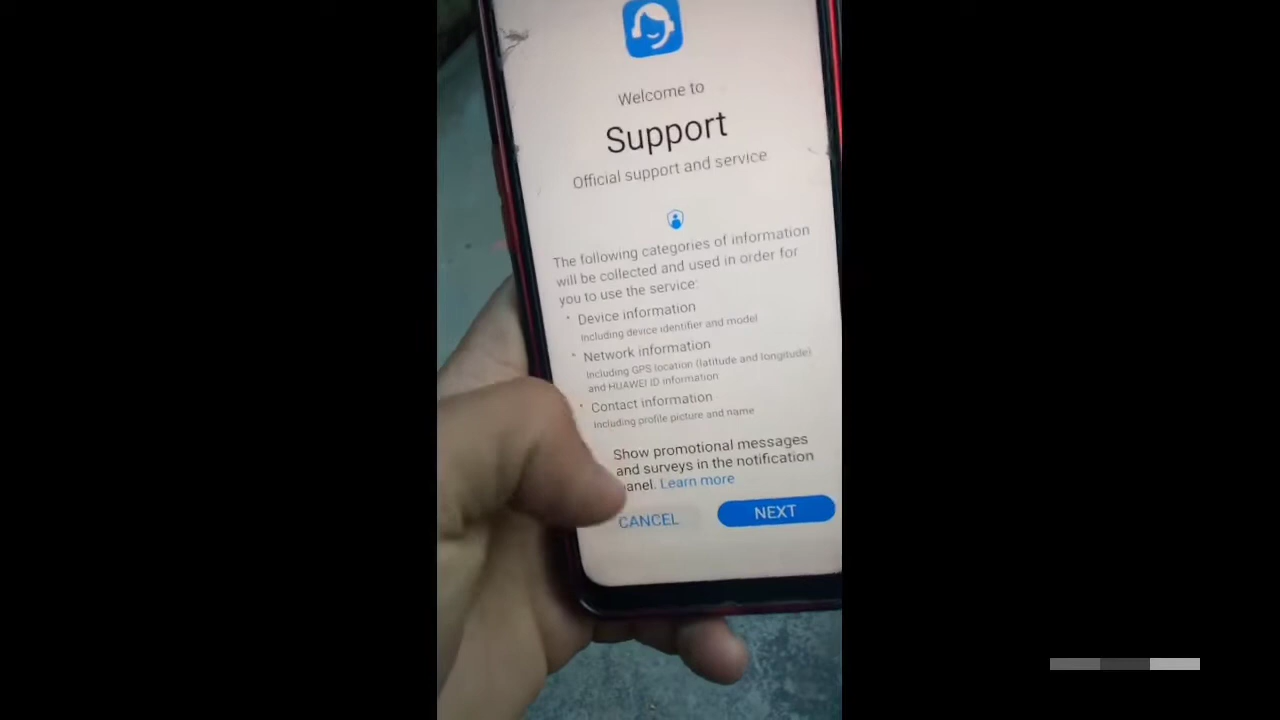 Welcome to
Support
Official support and service
The following categories of information
will be collected and used in order for
you to use the service:
• Device information
Including device identifier and model
• Network information
Including GPS location (latitude and longitude)
and HUAWEI ID information
• Contact information
Including profile picture and name
Show promotional messages
and surveys in the notification
panel. Learn more
CANCEL
NEXT